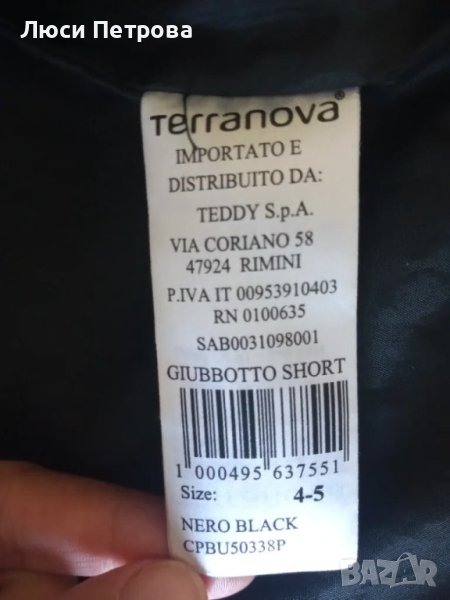 Люси Петрова
Terranova®
IMPORTATO E
DISTRIBUITO DA:
TEDDY S.p.A.
VIA CORIANO 58
47924 RIMINI
P.IVA IT 00953910403
RN 0100635
SAB0031098001
GIUBBOTTO SHORT
1 000495 637551
Size: 4-5
NERO BLACK
CPBU50338P
BAZAR